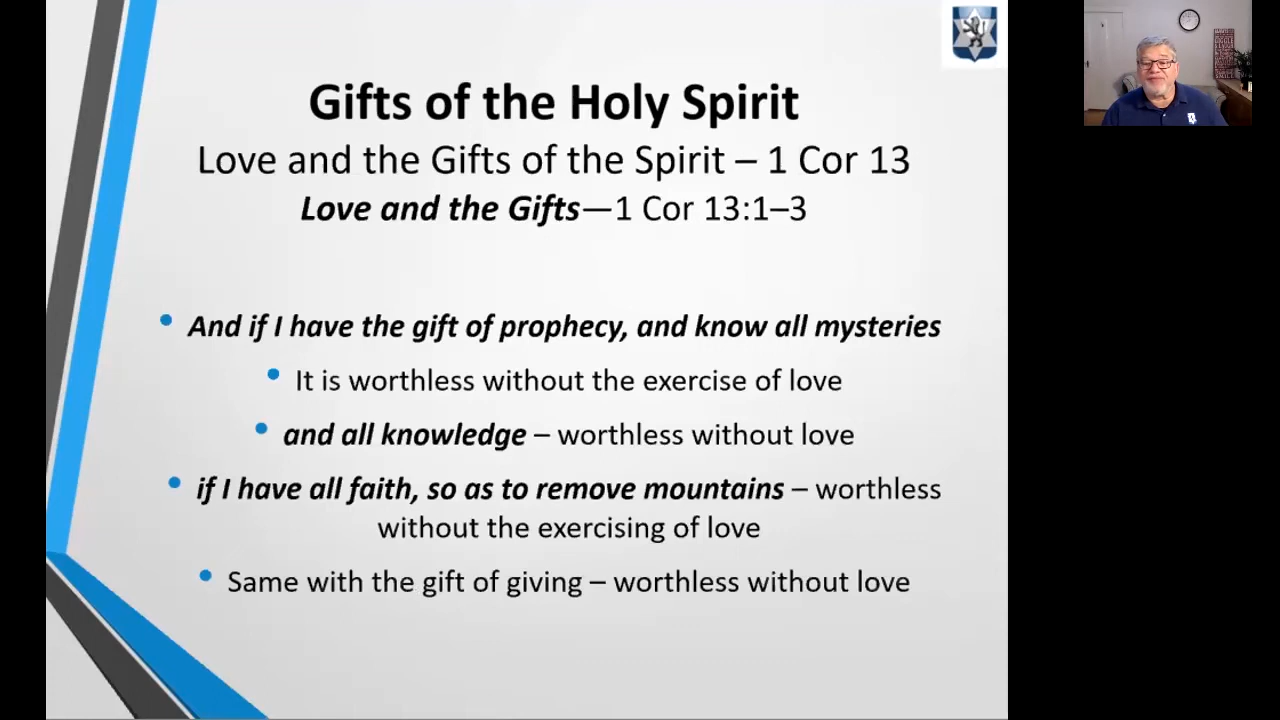 Gifts of the Holy Spirit
Love and the Gifts of the Spirit – 1 Cor 13
Love and the Gifts—1 Cor 13:1–3
• And if I have the gift of prophecy, and know all mysteries
• It is worthless without the exercise of love
• and all knowledge – worthless without love
• if I have all faith, so as to remove mountains – worthless
without the exercising of love
• Same with the gift of giving – worthless without love